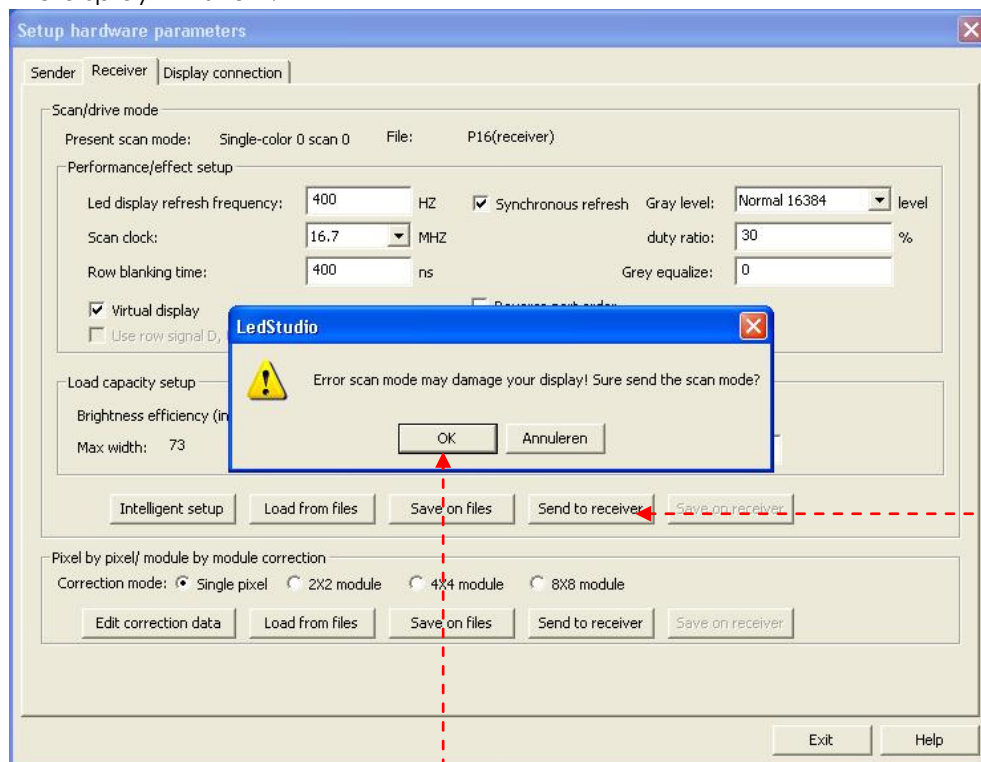 Setup hardware parameters
Sender Receiver Display connection
Scan/drive mode
Present scan mode: Single-color 0 scan 0 File: P16(receiver)
Performance/effect setup
Led display refresh frequency: 400 HZ Synchronous refresh Gray level: Normal 16384 level
Scan clock: 16.7 MHZ duty ratio: 30 %
Row blanking time: 400 ns Grey equalize: 0
Virtual display
Use row signal D,
LedStudio
Error scan mode may damage your display! Sure send the scan mode?
OK Annuleren
Load capacity setup
Brightness efficiency (in
Max width: 73
Intelligent setup Load from files Save on files Send to receiver Save on receiver
Pixel by pixel/ module by module correction
Correction mode: Single pixel 2X2 module 4X4 module 8X8 module
Edit correction data Load from files Save on files Send to receiver Save on receiver
Exit Help